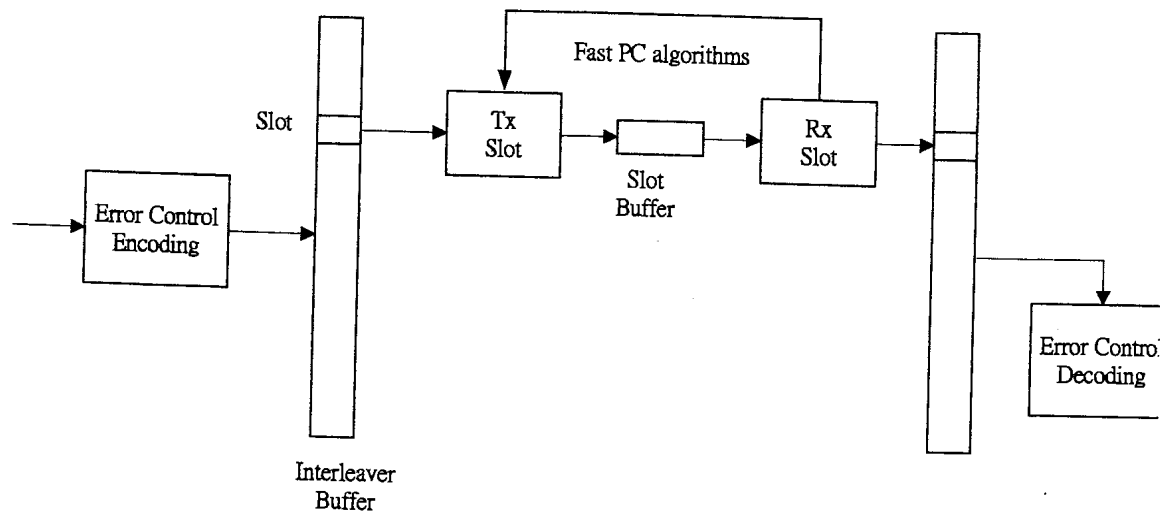 Fast PC algorithms
Slot
Tx
Slot
Rx
Slot
Slot
Buffer
Error Control
Encoding
Error Control
Decoding
Interleaver
Buffer